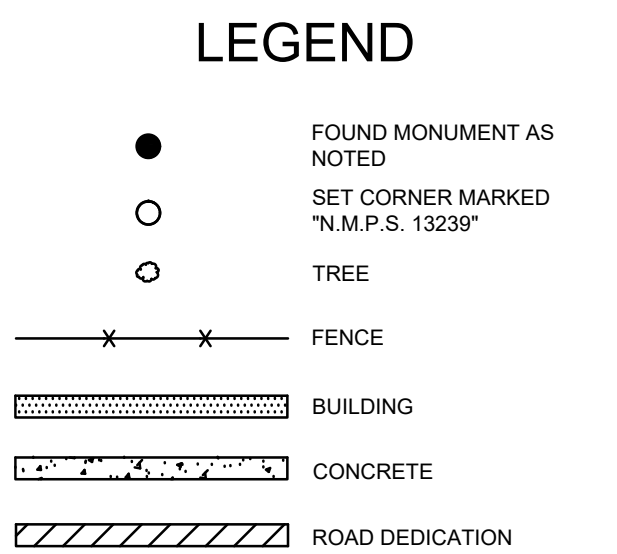 LEGEND
FOUND MONUMENT AS
NOTED
SET CORNER MARKED
"N.M.P.S. 13239"
TREE
FENCE
BUILDING
CONCRETE
ROAD DEDICATION